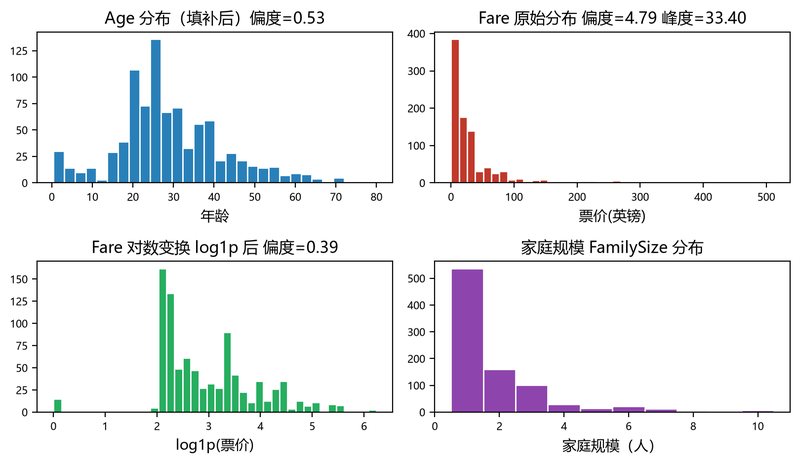 Age 分布（填补后）偏度=0.53
125
100
75
50
25
0
0 10 20 30 40 50 60 70 80
年龄
Fare 原始分布 偏度=4.79 峰度=33.40
400
300
200
100
0
0 100 200 300 400 500
票价(英镑)
Fare 对数变换 log1p 后 偏度=0.39
150
125
100
75
50
25
0
0 1 2 3 4 5 6
log1p(票价)
家庭规模 FamilySize 分布
500
400
300
200
100
0
0 2 4 6 8 10
家庭规模（人）